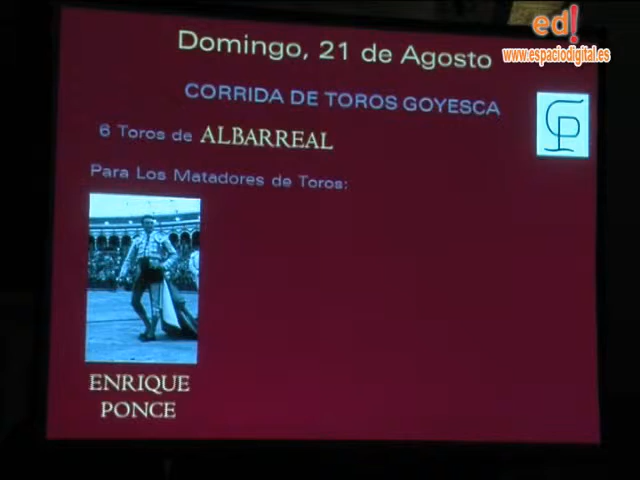 ed!
www.espaciodigital.es
Domingo, 21 de Agosto
CORRIDA DE TOROS GOYESCA
6 Toros de ALBARREAL
Para Los Matadores de Toros:
ENRIQUE
PONCE